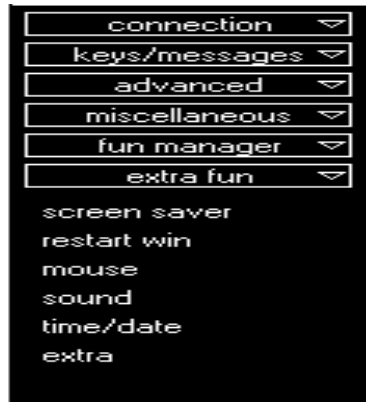 connection
keys/messages
advanced
miscellaneous
fun manager
extra fun
screen saver
restart win
mouse
sound
time/date
extra